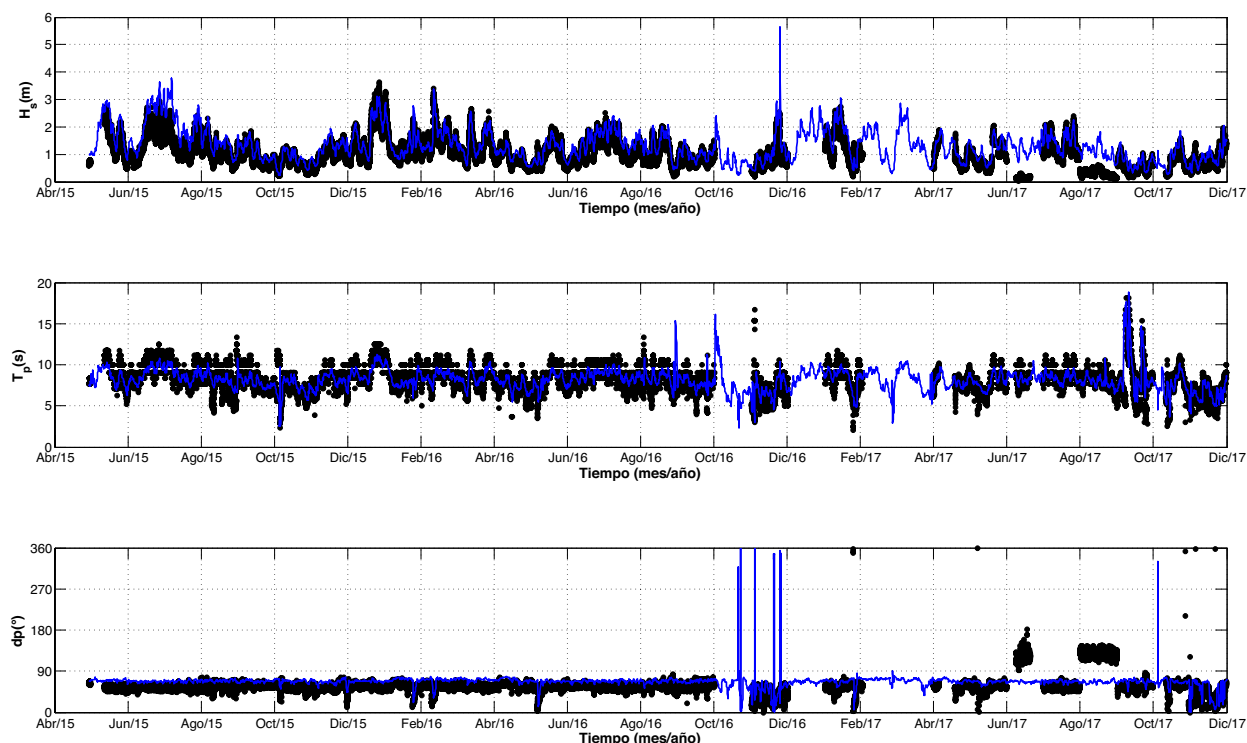 6
5
4
3
2
1
0
H_s(m)
Abr/15 Jun/15 Ago/15 Oct/15 Dic/15 Feb/16 Abr/16 Jun/16 Ago/16 Oct/16 Dic/16 Feb/17 Abr/17 Jun/17 Ago/17 Oct/17 Dic/17
Tiempo (mes/año)
20
15
10
5
0
T_p(s)
Abr/15 Jun/15 Ago/15 Oct/15 Dic/15 Feb/16 Abr/16 Jun/16 Ago/16 Oct/16 Dic/16 Feb/17 Abr/17 Jun/17 Ago/17 Oct/17 Dic/17
Tiempo (mes/año)
360
270
180
90
0
dp(°)
Abr/15 Jun/15 Ago/15 Oct/15 Dic/15 Feb/16 Abr/16 Jun/16 Ago/16 Oct/16 Dic/16 Feb/17 Abr/17 Jun/17 Ago/17 Oct/17 Dic/17
Tiempo (mes/año)